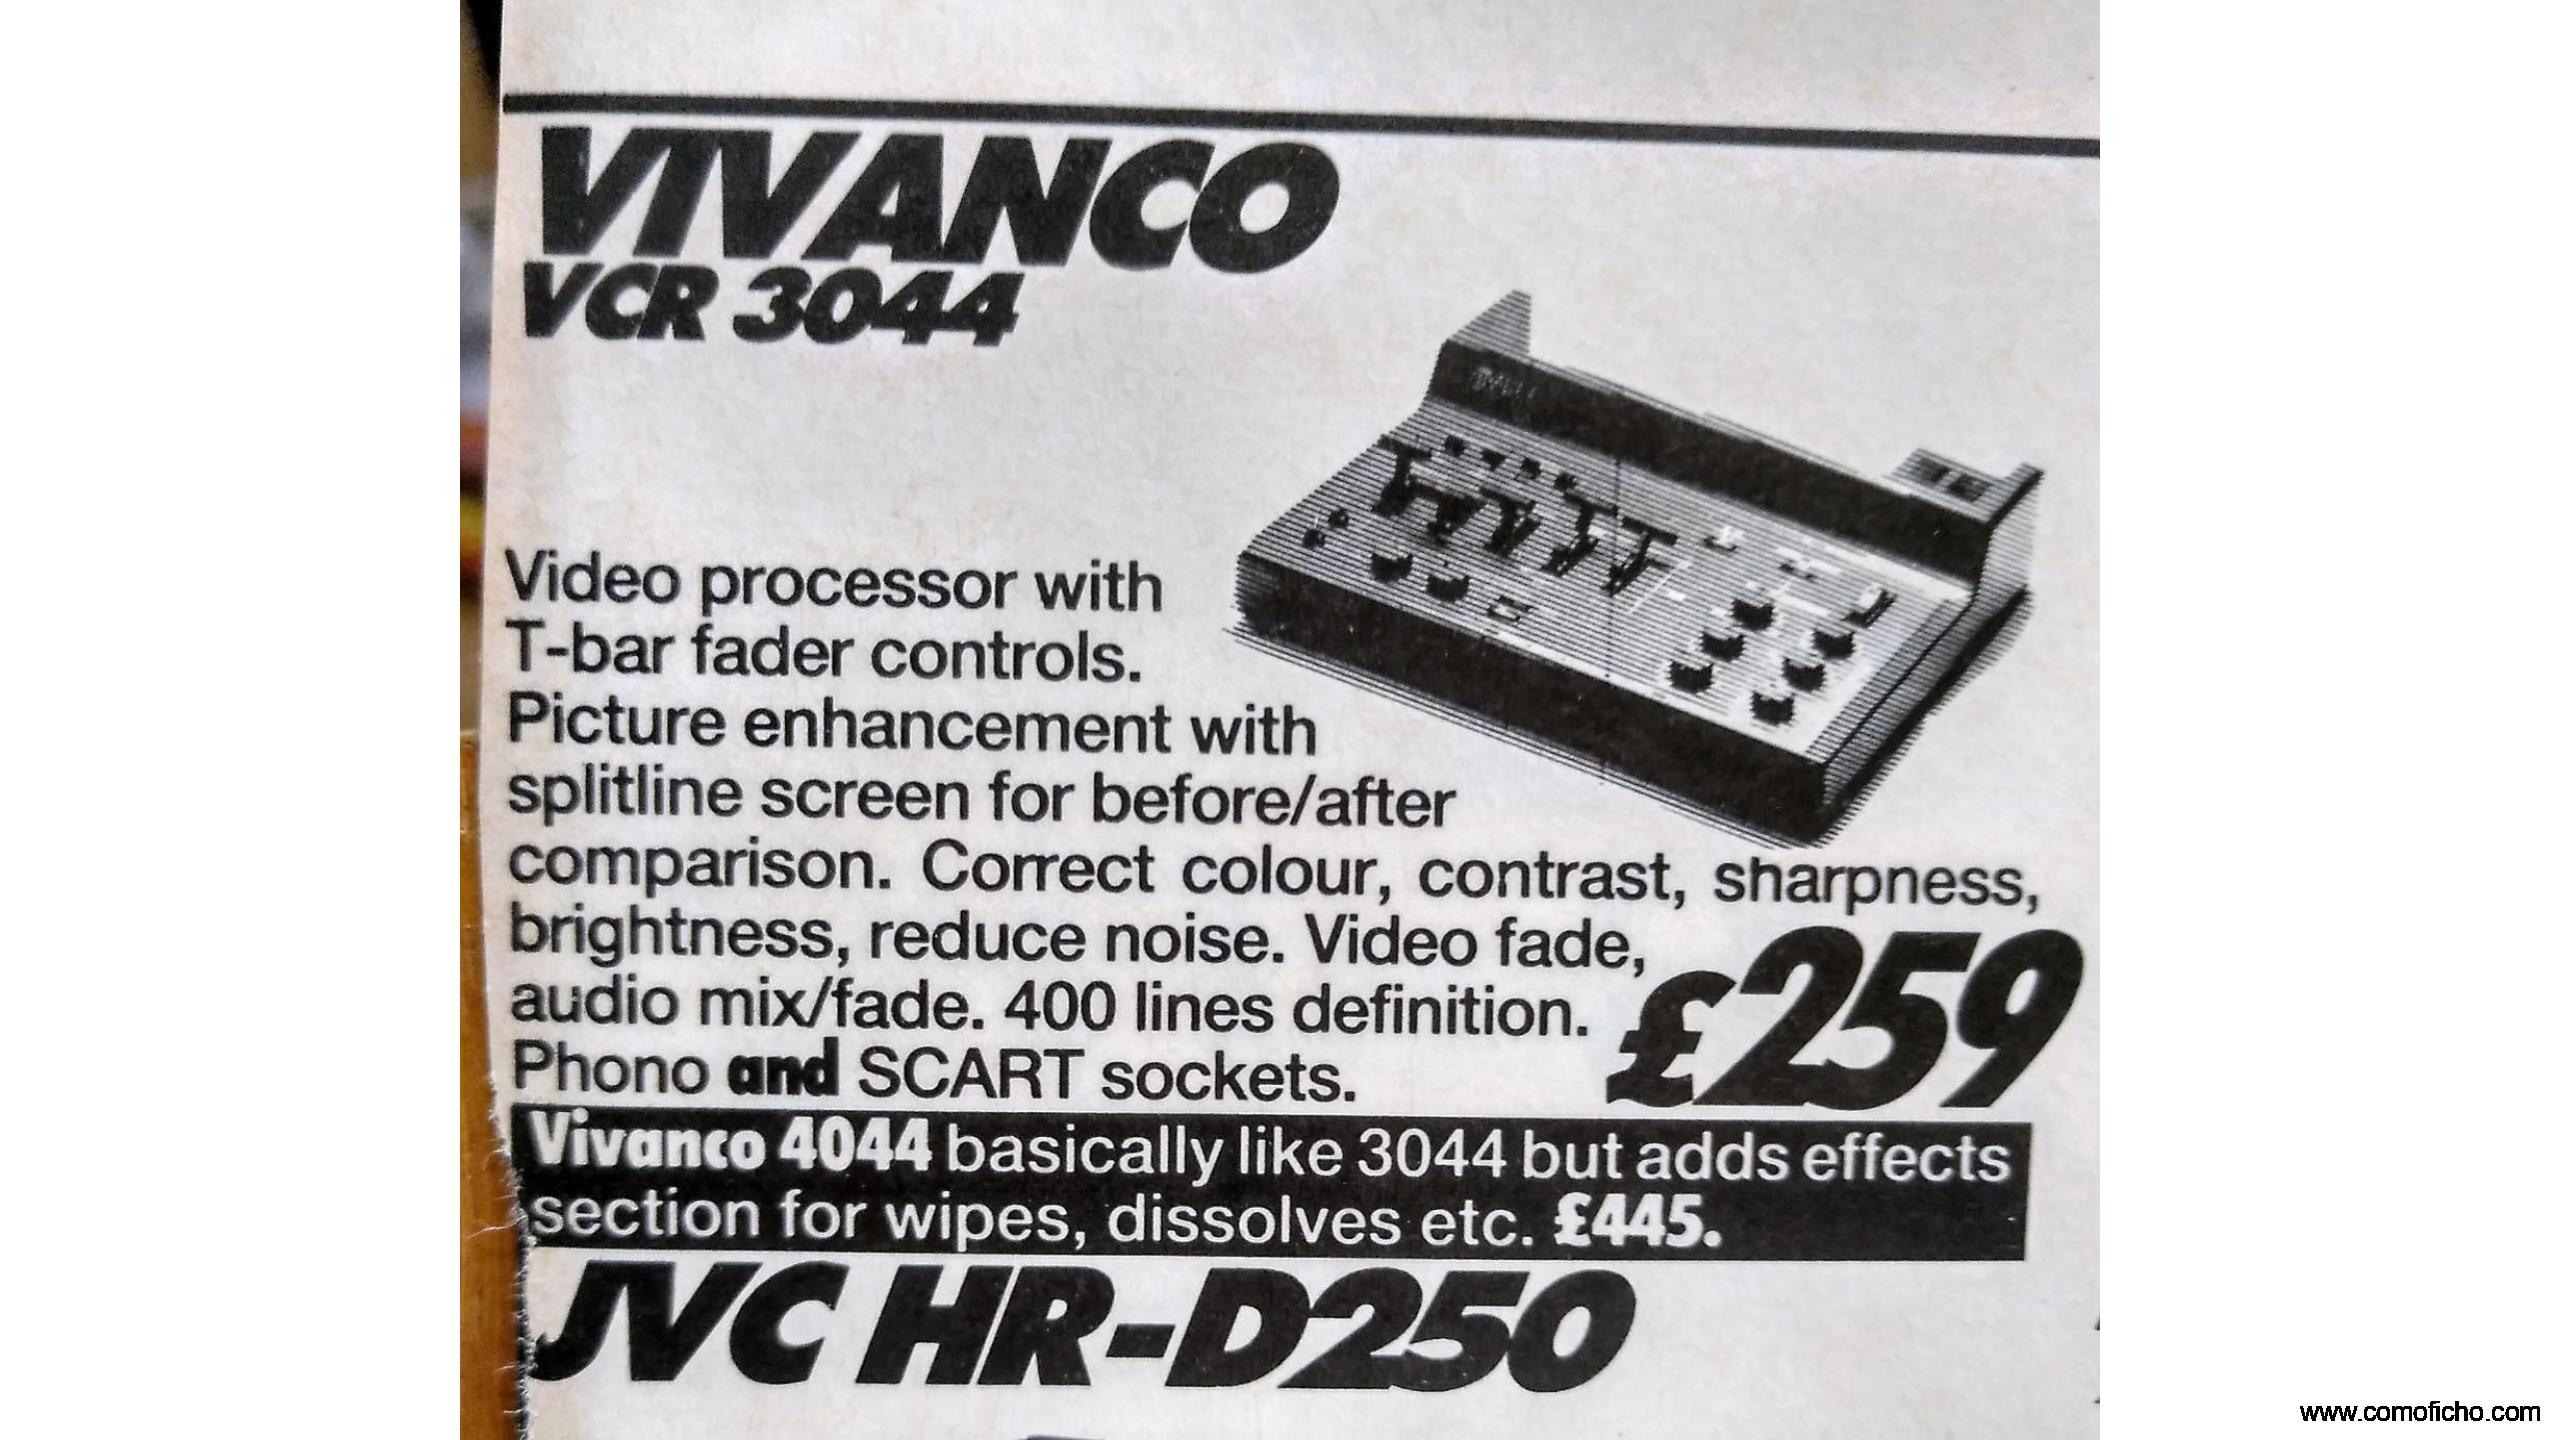 VIVANCO
VCR 3044
Video processor with
T-bar fader controls.
Picture enhancement with
splitline screen for before/after
comparison. Correct colour, contrast, sharpness,
brightness, reduce noise. Video fade,
audio mix/fade. 400 lines definition.
Phono and SCART sockets.
£259
Vivanco 4044 basically like 3044 but adds effects
section for wipes, dissolves etc. £445.
JVC HR-D250
www.comoficho.com